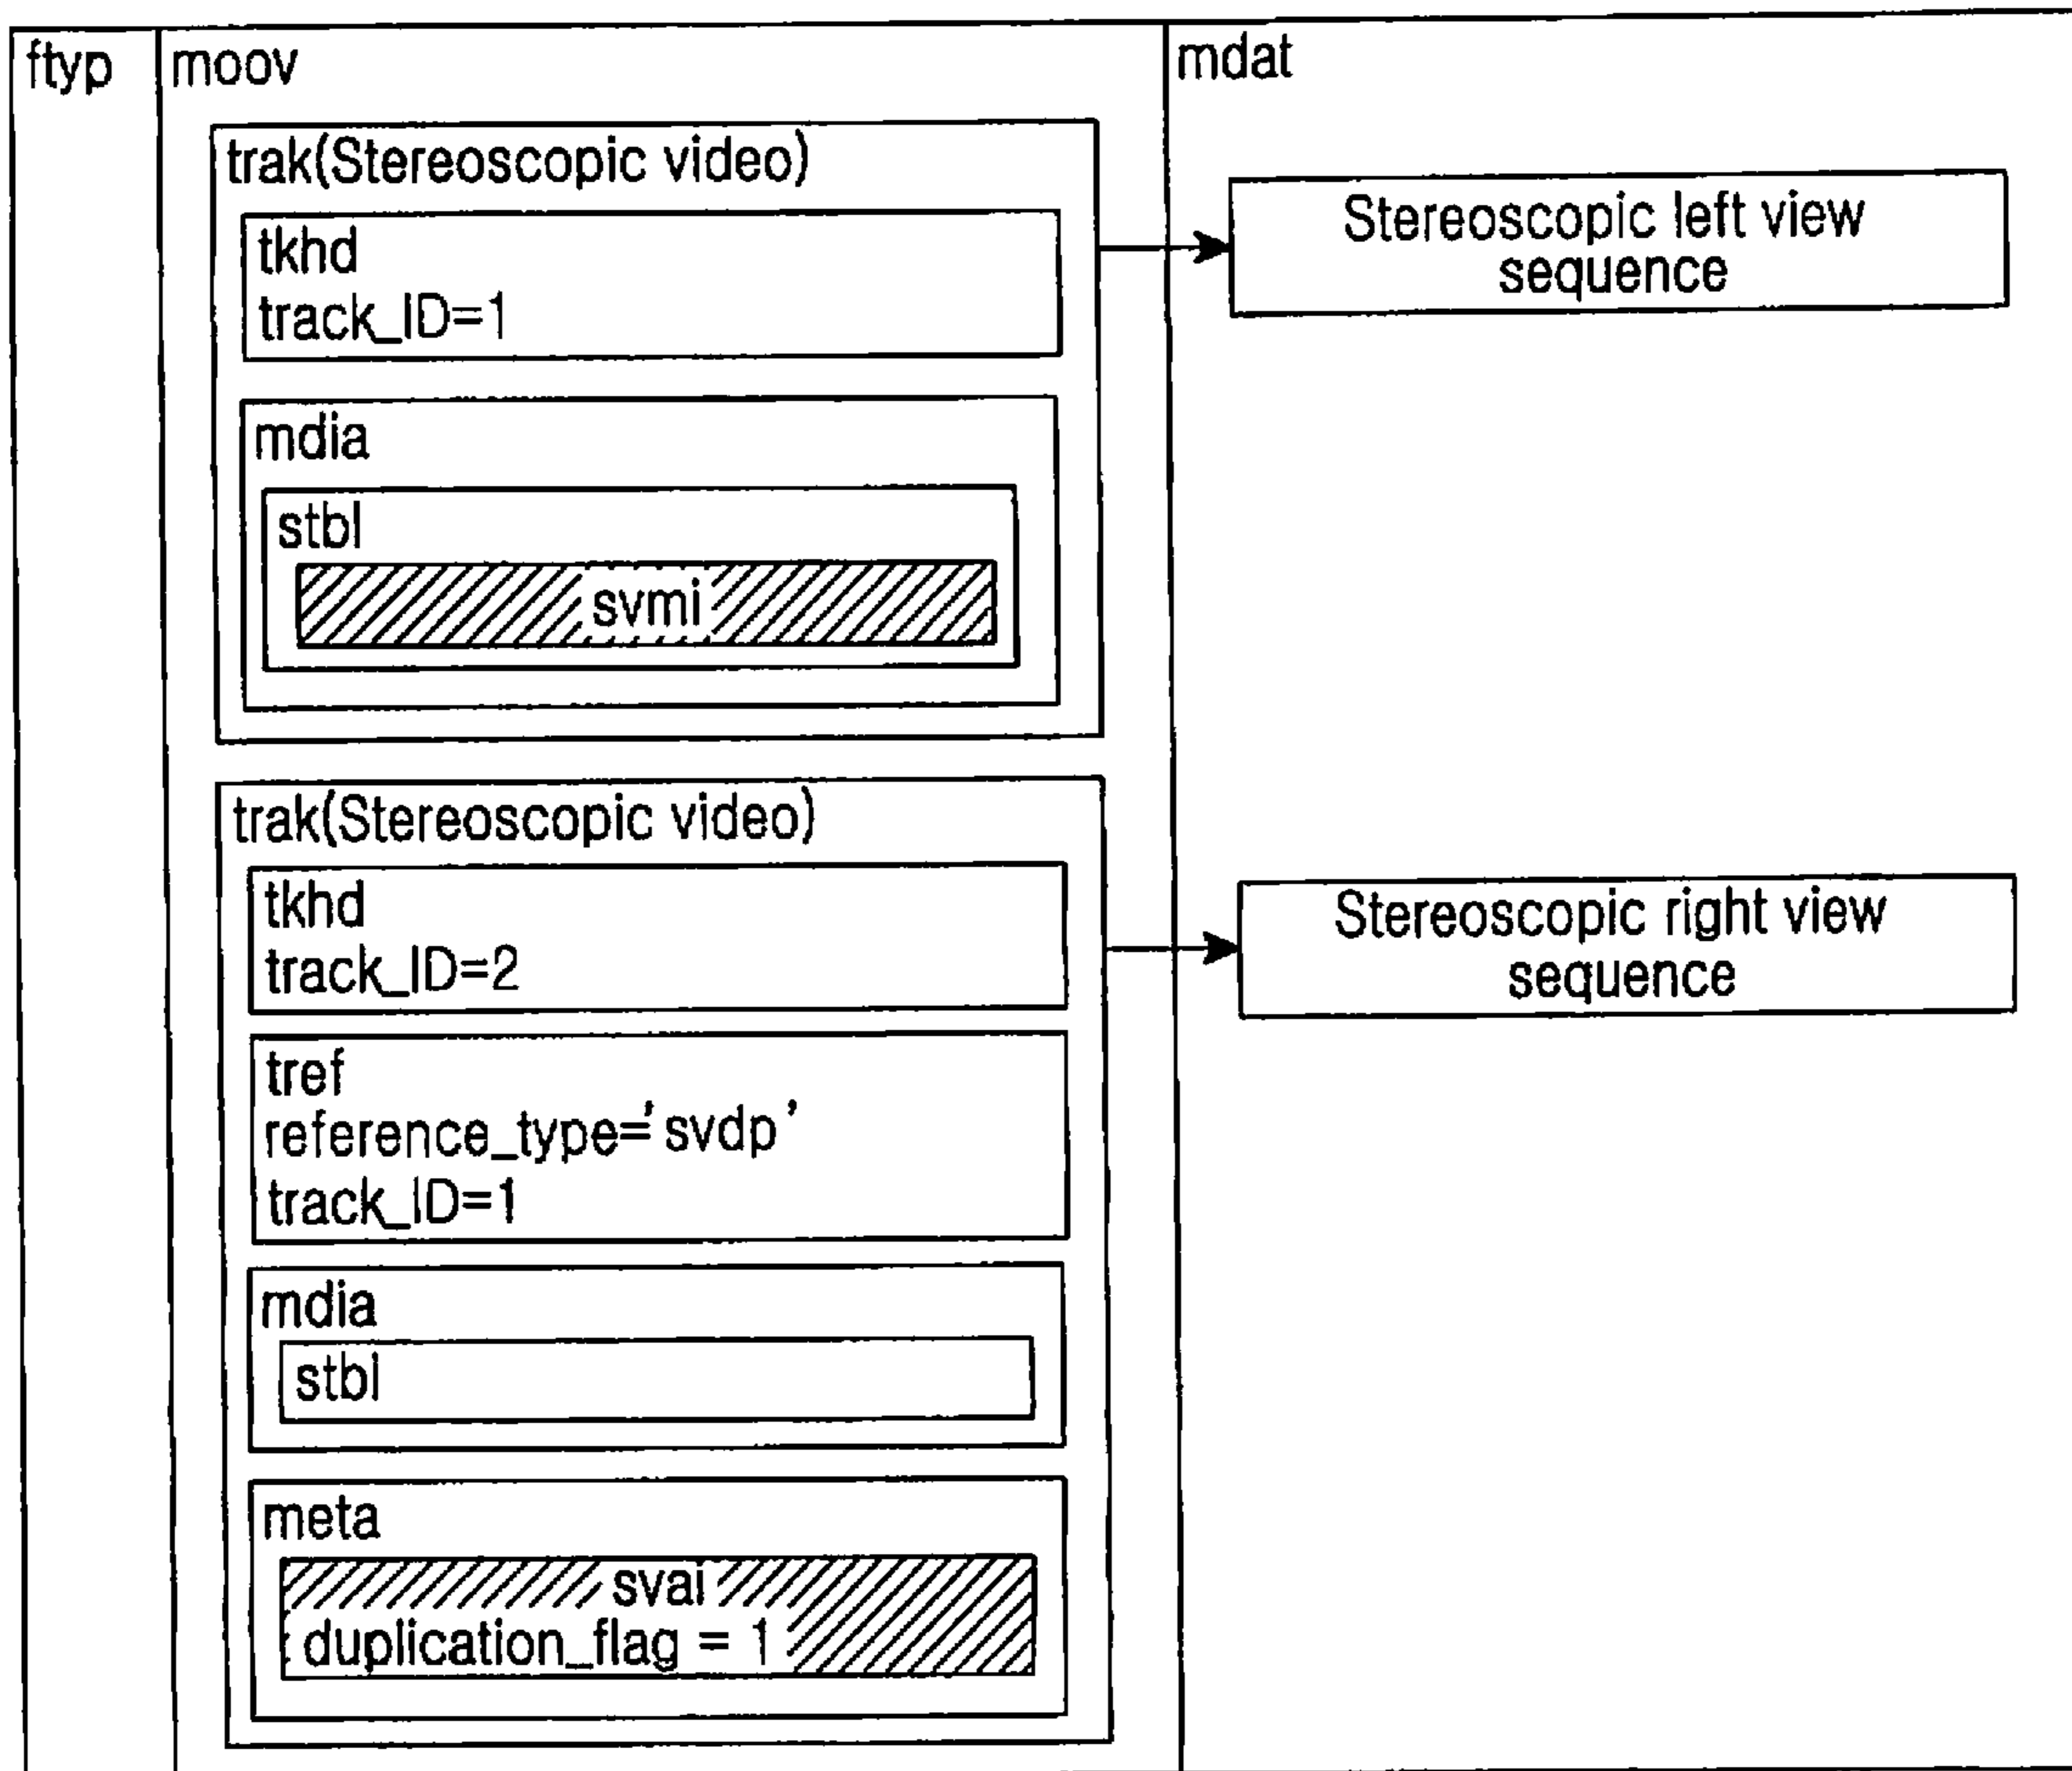 ftyp
moov
mdat
trak(Stereoscopic video)
tkhd
track_ID=1
mdia
stbl
svmi
Stereoscopic left view
sequence
trak(Stereoscopic video)
tkhd
track_ID=2
tref
reference_type='svdp'
track_ID=1
mdia
stbl
meta
svai
duplication_flag = 1
Stereoscopic right view
sequence